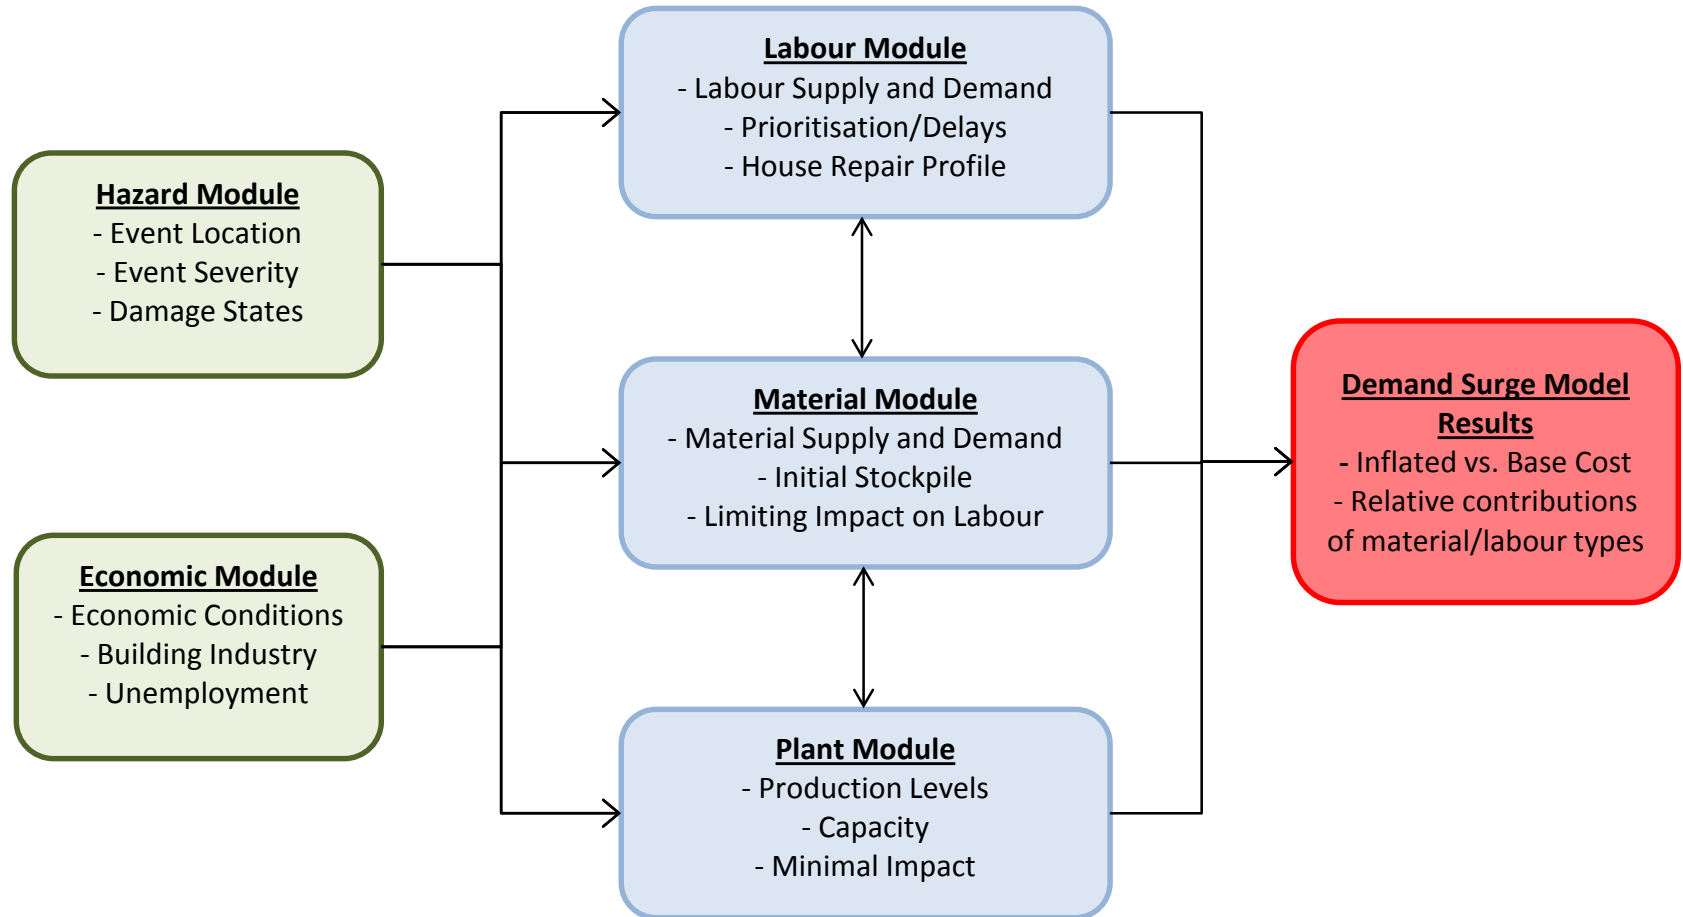 Labour Module
- Labour Supply and Demand
- Prioritisation/Delays
- House Repair Profile
Hazard Module
- Event Location
- Event Severity
- Damage States
Material Module
- Material Supply and Demand
- Initial Stockpile
- Limiting Impact on Labour
Demand Surge Model
Results
- Inflated vs. Base Cost
- Relative contributions
of material/labour types
Economic Module
- Economic Conditions
- Building Industry
- Unemployment
Plant Module
- Production Levels
- Capacity
- Minimal Impact